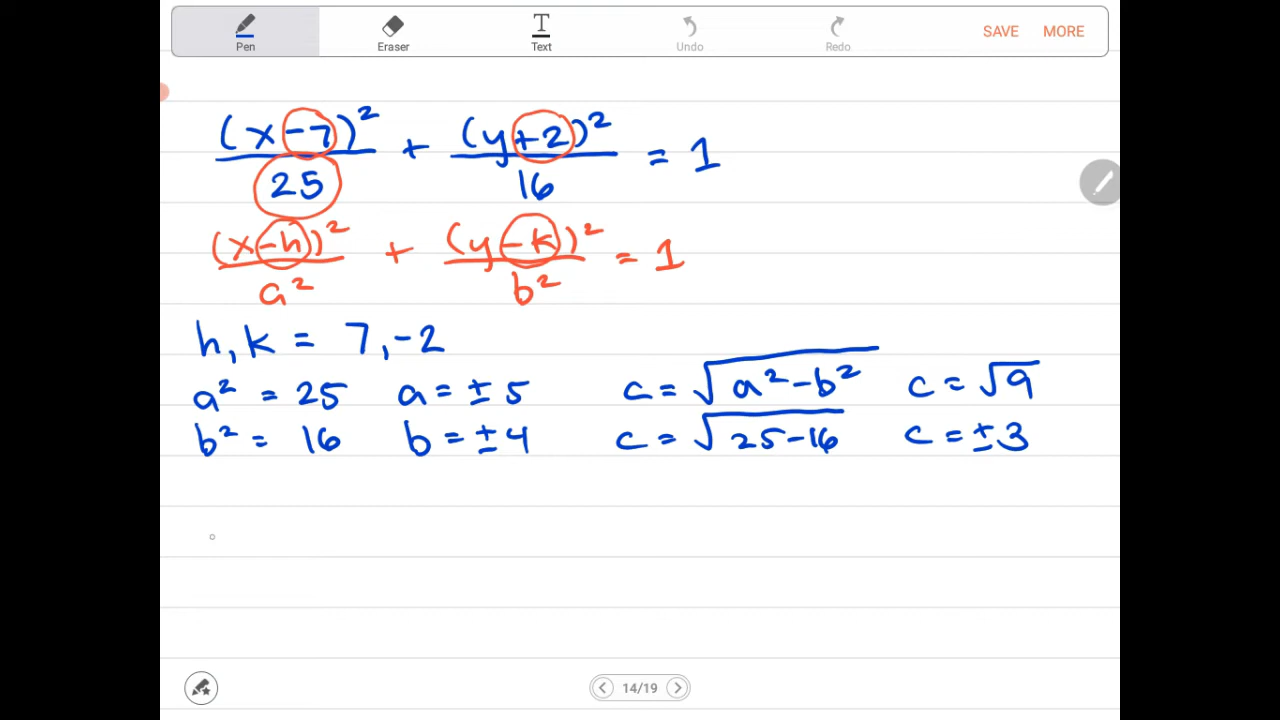 Pen Eraser Text Undo Redo SAVE MORE
(x-7)²/25 + (y+2)²/16 = 1
(x-h)²/a² + (y-k)²/b² = 1
h,k = 7,-2
a² = 25 a = ± 5 c = √(a²-b²) c = √9
b² = 16 b = ± 4 c = √(25-16) c = ± 3
14/19